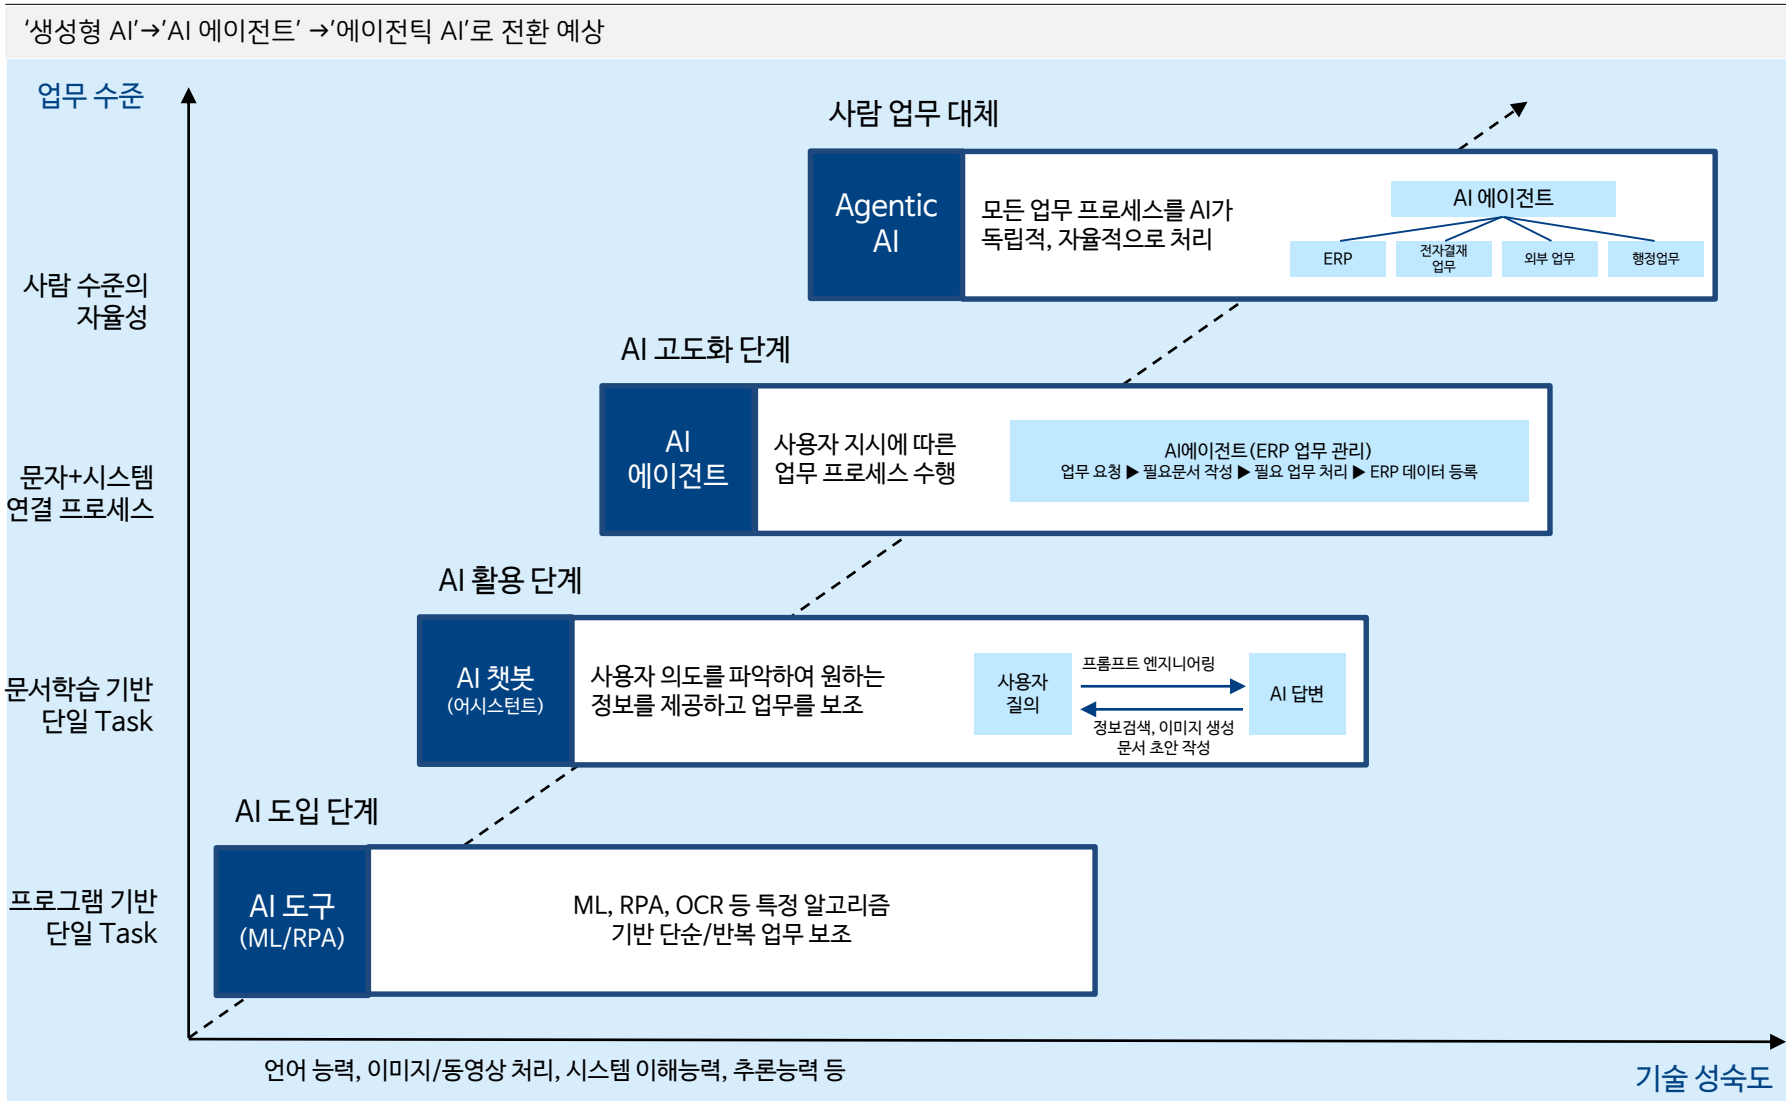 ‘생성형 AI’→’AI 에이전트’ →’에이전틱 AI’로 전환 예상
업무 수준
사람 업무 대체
Agentic
AI
모든 업무 프로세스를 AI가
독립적, 자율적으로 처리
AI 에이전트
ERP
전자결재
업무
외부 업무
행정업무
사람 수준의
자율성
AI 고도화 단계
AI
에이전트
사용자 지시에 따른
업무 프로세스 수행
AI에이전트(ERP 업무 관리)
업무 요청 ▶ 필요문서 작성 ▶ 필요 업무 처리 ▶ ERP 데이터 등록
문자+시스템
연결 프로세스
AI 활용 단계
AI 챗봇
(어시스턴트)
사용자 의도를 파악하여 원하는
정보를 제공하고 업무를 보조
사용자
질의
프롬프트 엔지니어링
정보검색, 이미지 생성
문서 초안 작성
AI 답변
문서학습 기반
단일 Task
AI 도입 단계
AI 도구
(ML/RPA)
ML, RPA, OCR 등 특정 알고리즘
기반 단순/반복 업무 보조
프로그램 기반
단일 Task
언어 능력, 이미지/동영상 처리, 시스템 이해능력, 추론능력 등
기술 성숙도